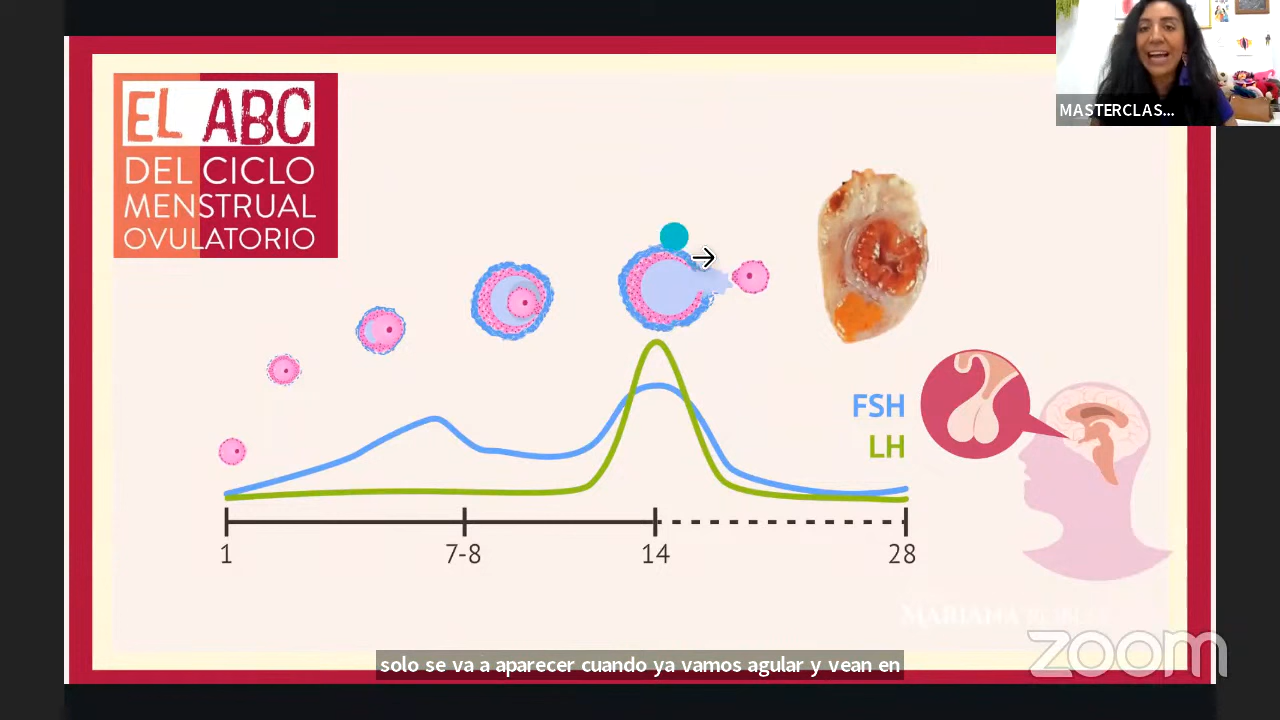 MASTERCLAS...
EL ABC
DEL CICLO
MENSTRUAL
OVULATORIO
FSH
LH
1
7-8
14
28
MARIANA
zoom
solo se va a aparecer cuando ya vamos agular y vean en